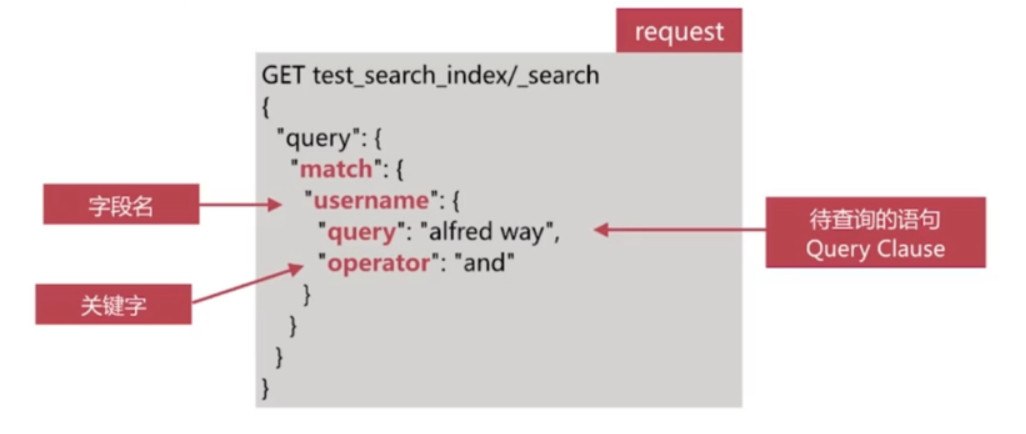 request
GET test_search_index/_search
{
"query": {
"match": {
字段名
"username": {
"query": "alfred way",
待查询的语句
Query Clause
"operator": "and"
关键字
}
}
}
}